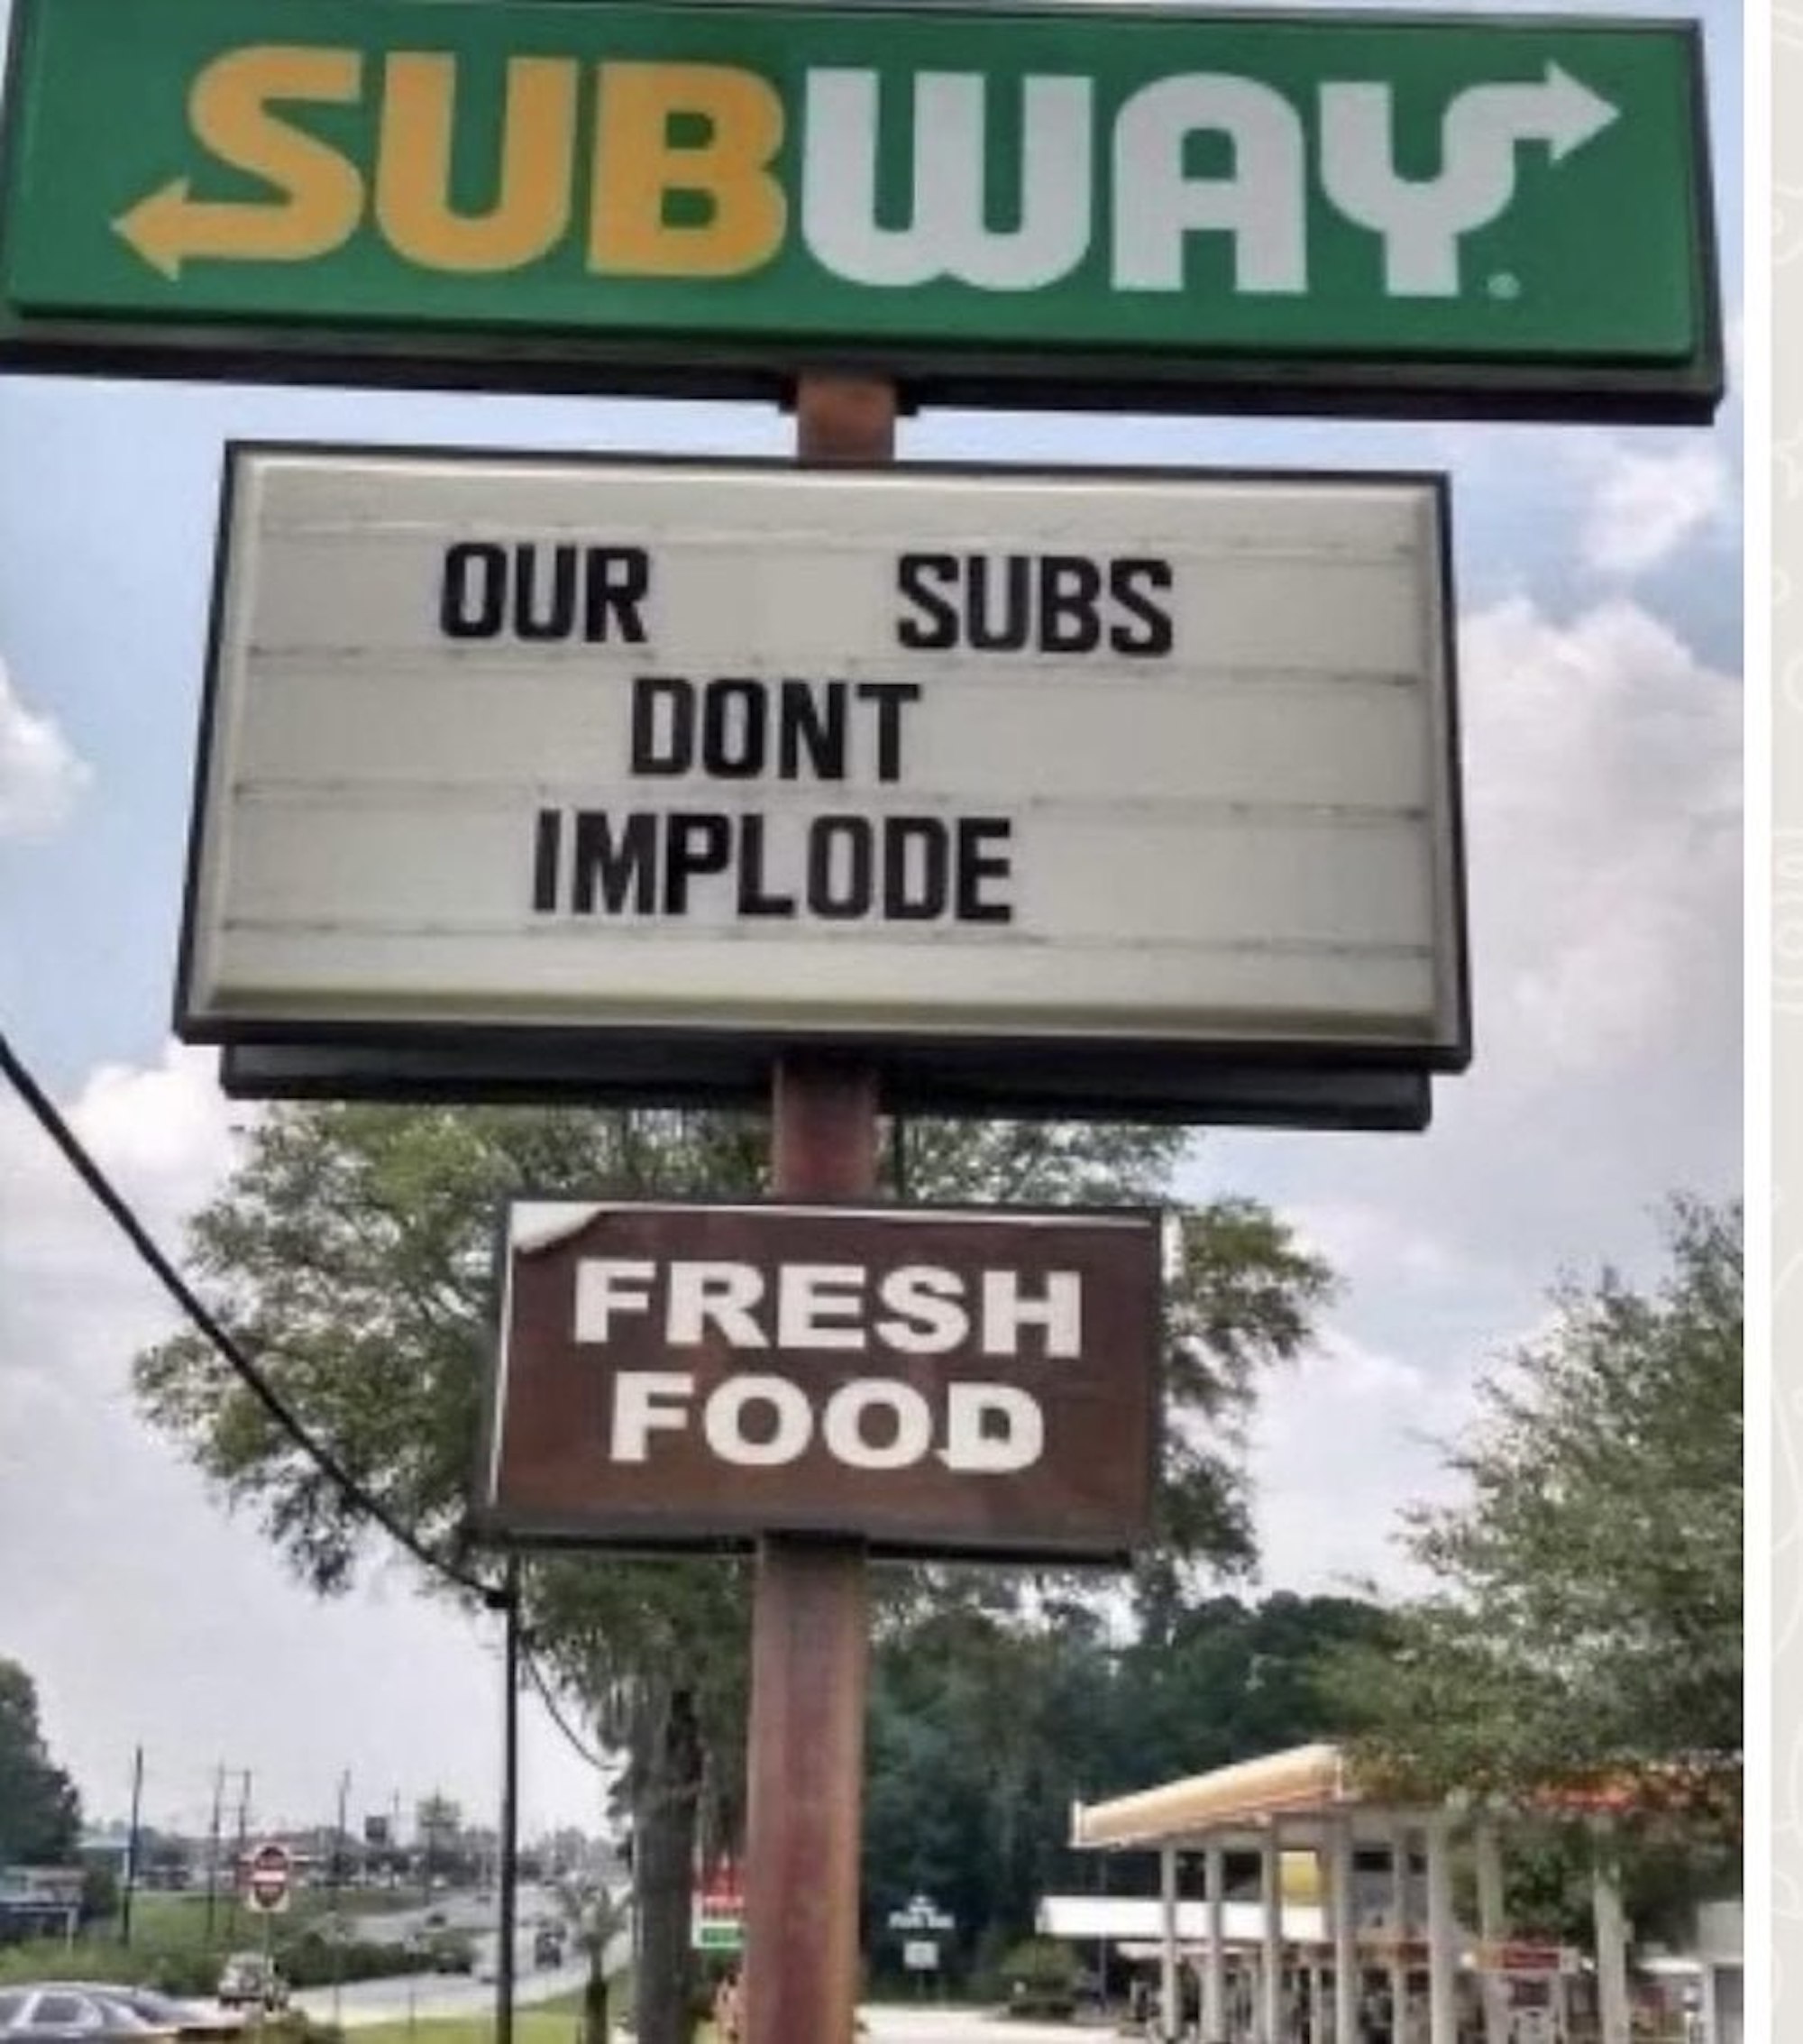 SUBWAY
OUR SUBS
DONT
IMPLODE
FRESH
FOOD